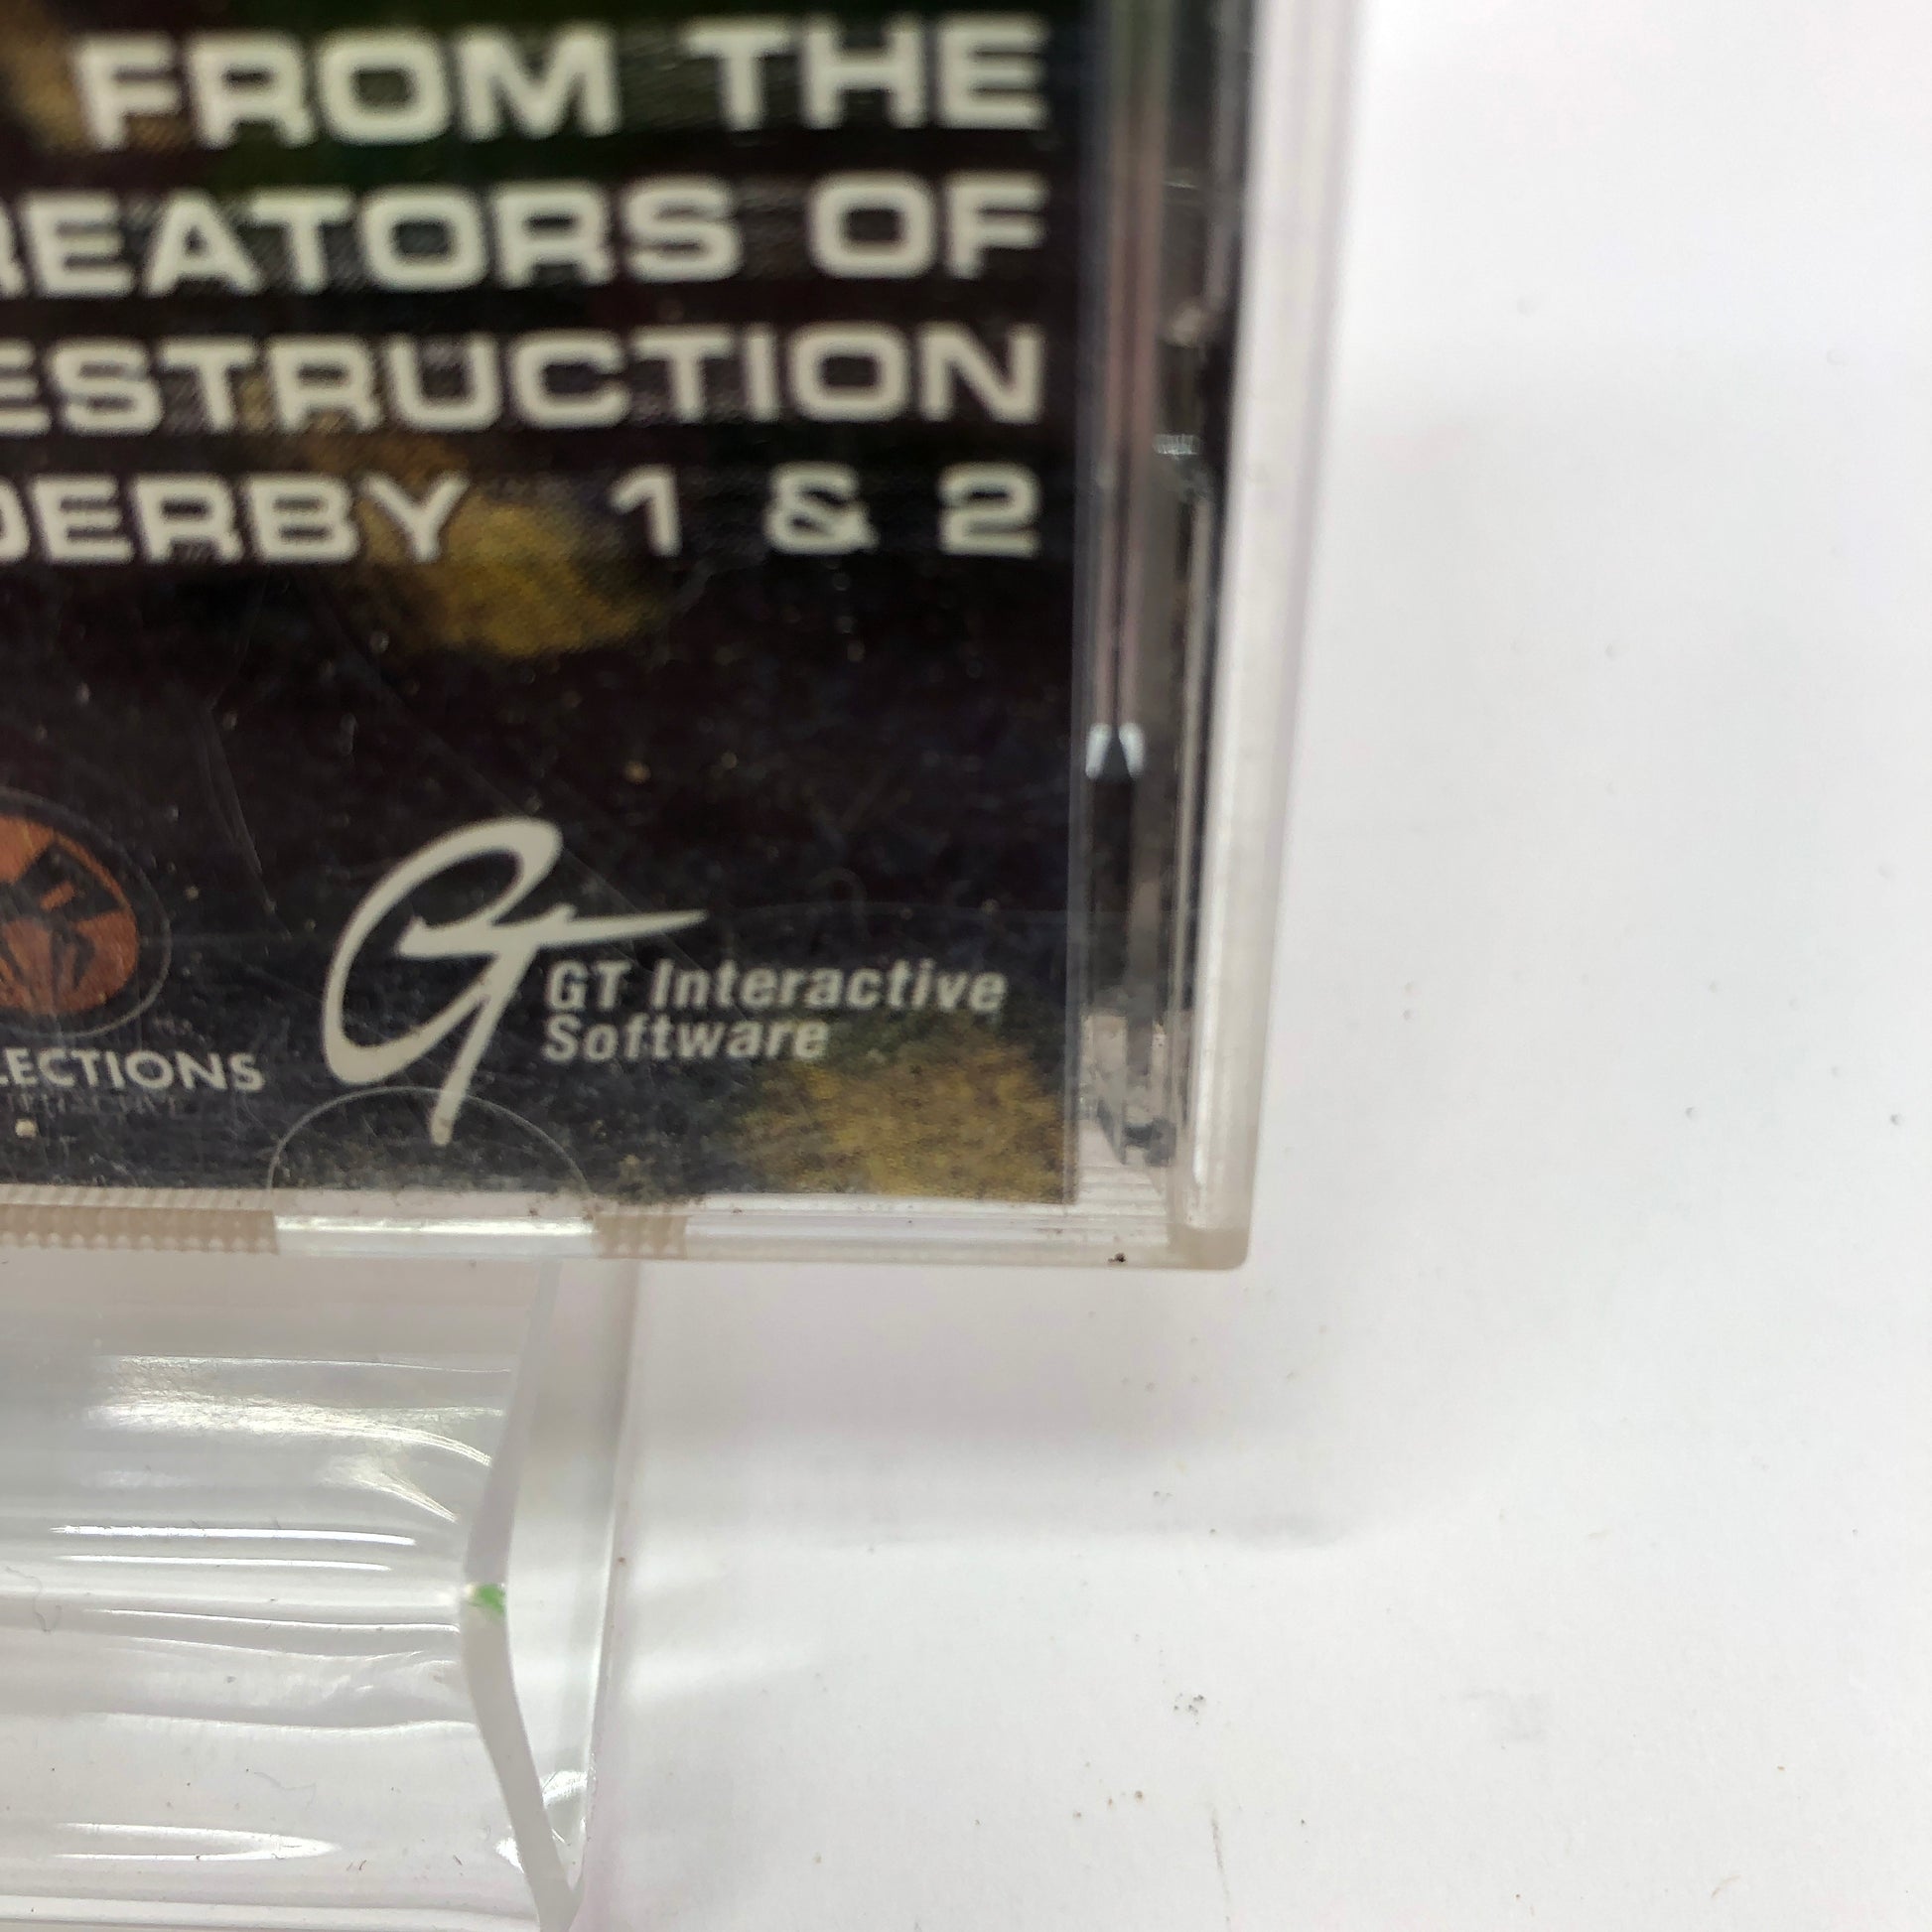 FROM THE
REATORS OF
ESTRUCTION
DERBY 1 & 2
GT Interactive
Software
LECTIONS